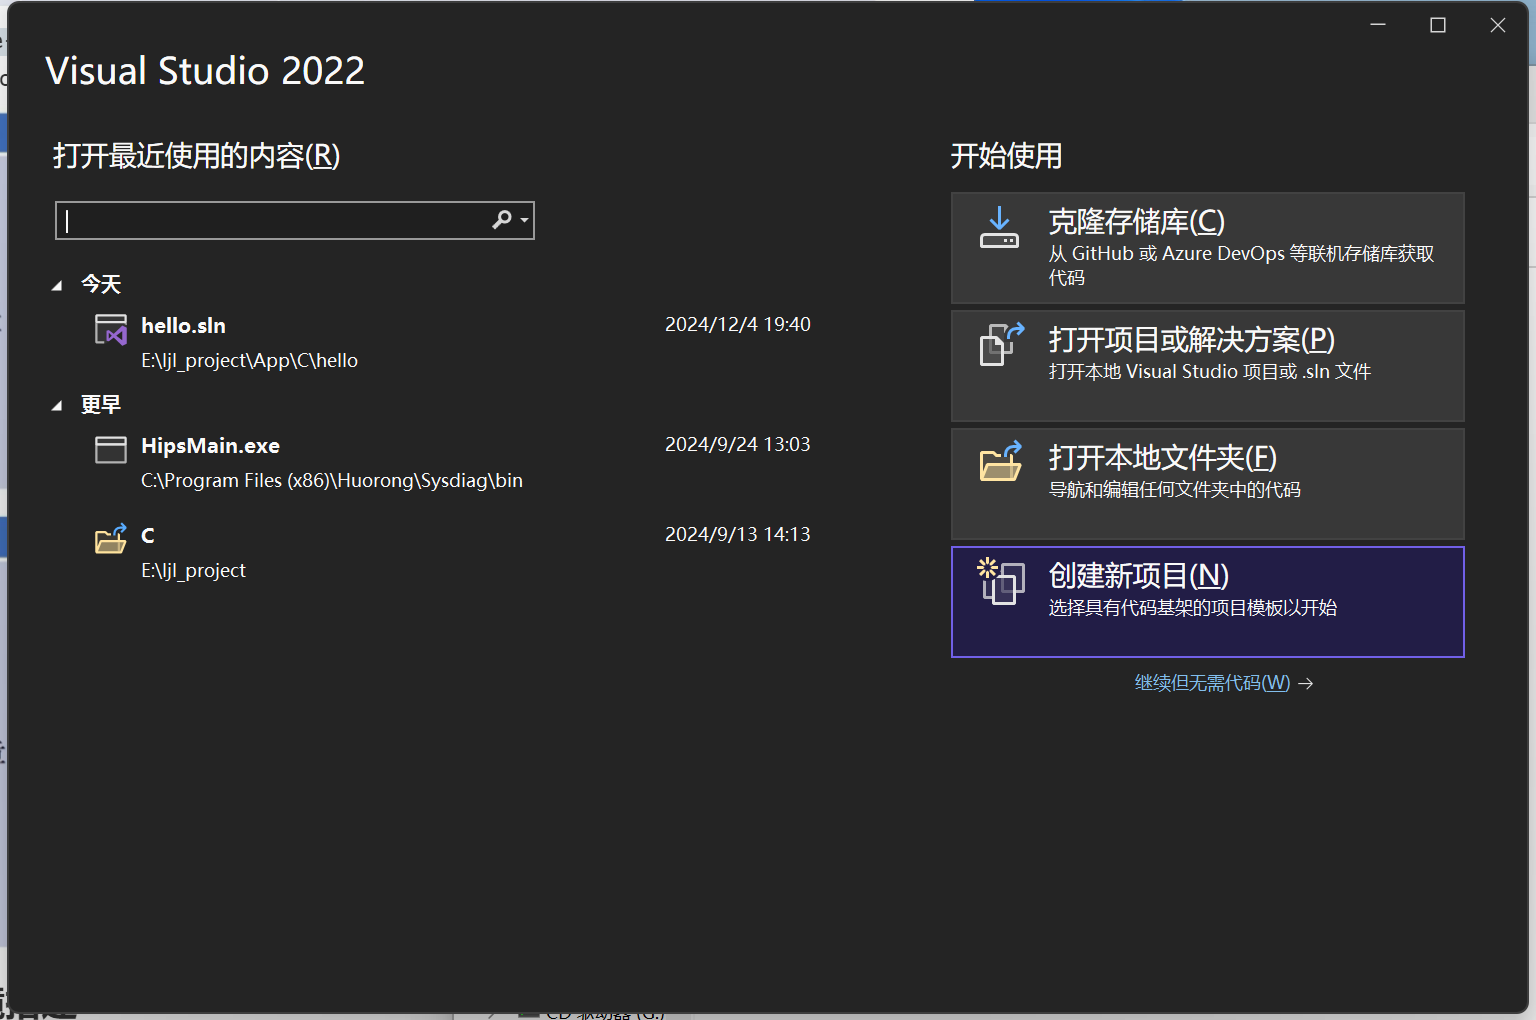 Visual Studio 2022
打开最近使用的内容(R)
今天
hello.sln
2024/12/4 19:40
E:\ljl_project\App\C\hello
更早
HipsMain.exe
2024/9/24 13:03
C:\Program Files (x86)\Huorong\Sysdiag\bin
C
2024/9/13 14:13
E:\ljl_project
开始使用
克隆存储库(C)
从 GitHub 或 Azure DevOps 等联机存储库获取
代码
打开项目或解决方案(P)
打开本地 Visual Studio 项目或 .sln 文件
打开本地文件夹(F)
导航和编辑任何文件夹中的代码
创建新项目(N)
选择具有代码基架的项目模板以开始
继续但无需代码(W) →
CD 驱动器 (G:)